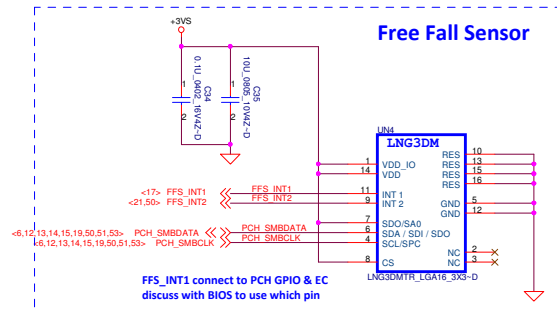 +3VS
Free Fall Sensor
1
2
0.1U_0402_16V4Z~D
C34
1
2
10U_0805_10V4Z~D
C35
UN4
LNG3DM
1 VDD_IO
14 VDD
RES 10
RES 13
RES 15
RES 16
<17> FFS_INT1 FFS_INT1 11 INT 1
<21,50> FFS_INT2 FFS_INT2 9 INT 2
GND 5
GND 12
7 SDO/SA0
<6,12,13,14,15,19,50,51,53> PCH_SMBDATA PCH_SMBDATA 6 SDA / SDI / SDO
<6,12,13,14,15,19,50,51,53> PCH_SMBCLK PCH_SMBCLK 4 SCL/SPC
8 CS
NC 2
NC 3
LNG3DMTR_LGA16_3X3~D
FFS_INT1 connect to PCH GPIO & EC
discuss with BIOS to use which pin